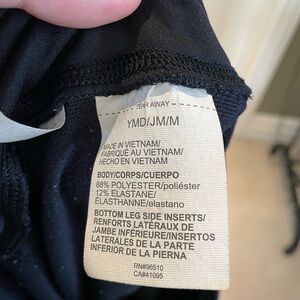 TEAR AWAY
YMD/JM/M
MADE IN VIETNAM/
FABRIQUÉ AU VIETNAM/
HECHO EN VIETNAM
BODY/CORPS/CUERPO
88% POLYESTER/poliéster
12% ELASTANE/
ÉLASTHANNE/elastano
BOTTOM LEG SIDE INSERTS/
RENFORTS LATÉRAUX DE
JAMBE INFÉRIEURE/INSERTOS
LATERALES DE LA PARTE
INFERIOR DE LA PIERNA
RN#96510
CA#41095